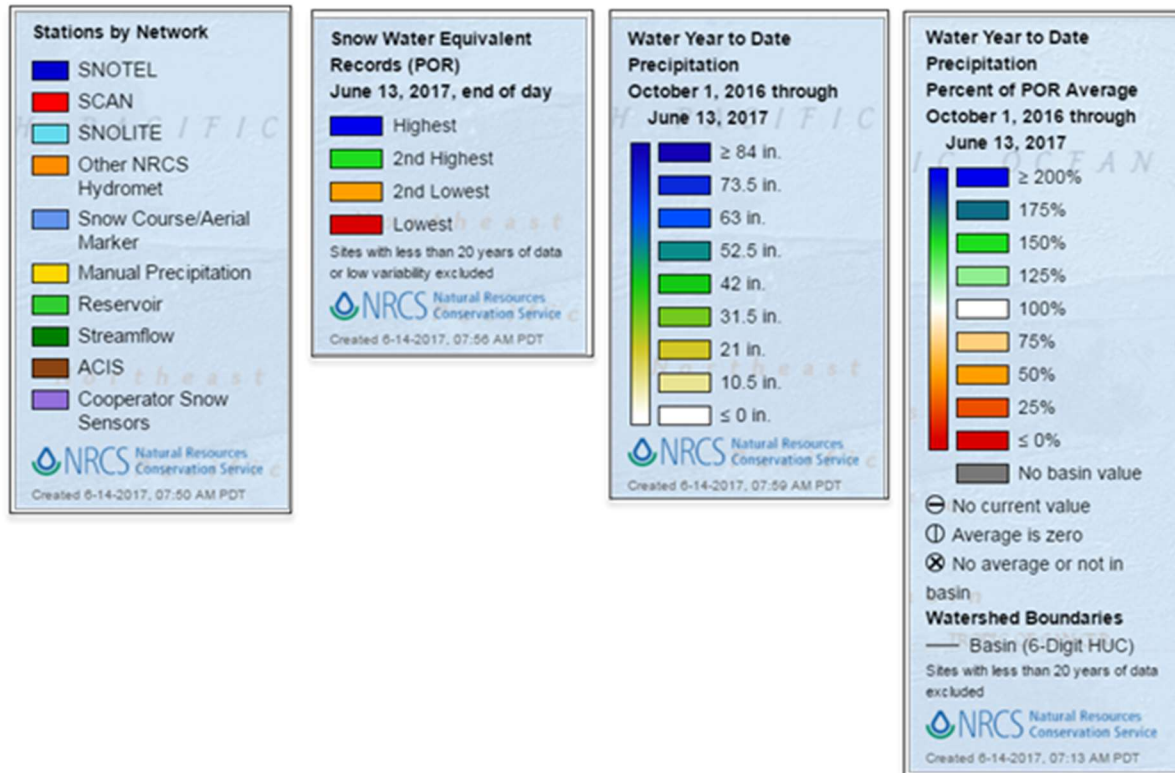 Stations by Network
SNOTEL
SCAN
SNOLITE
Other NRCS
Hydromet
Snow Course/Aerial
Marker
Manual Precipitation
Reservoir
Streamflow
ACIS
Cooperator Snow
Sensors
NRCS Natural Resources
Conservation Service
Created 6-14-2017, 07:50 AM PDT
Snow Water Equivalent
Records (POR)
June 13, 2017, end of day
Highest
2nd Highest
2nd Lowest
Lowest
Sites with less than 20 years of data
or low variability excluded
NRCS Natural Resources
Conservation Service
Created 6-14-2017, 07:56 AM PDT
Water Year to Date
Precipitation
October 1, 2016 through
June 13, 2017
≥ 84 in.
73.5 in.
63 in.
52.5 in.
42 in.
31.5 in.
21 in.
10.5 in.
≤ 0 in.
NRCS Natural Resources
Conservation Service
Created 6-14-2017, 07:59 AM PDT
Water Year to Date
Precipitation
Percent of POR Average
October 1, 2016 through
June 13, 2017
≥ 200%
175%
150%
125%
100%
75%
50%
25%
≤ 0%
No basin value
No current value
Average is zero
No average or not in
basin
Watershed Boundaries
Basin (6-Digit HUC)
Sites with less than 20 years of data
excluded
NRCS Natural Resources
Conservation Service
Created 6-14-2017, 07:13 AM PDT